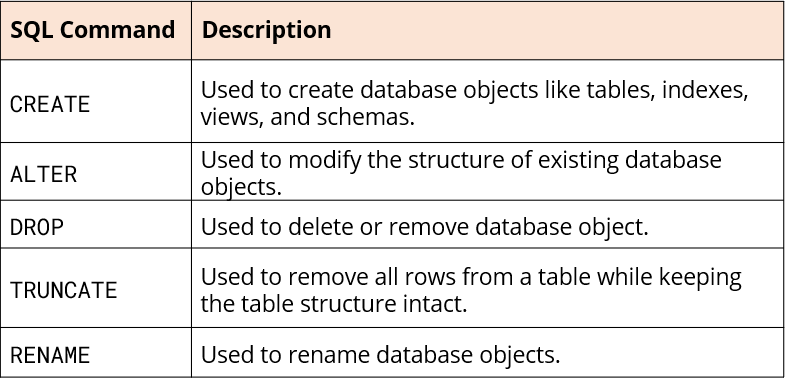 SQL Command Description
CREATE Used to create database objects like tables, indexes,
views, and schemas.
ALTER Used to modify the structure of existing database
objects.
DROP Used to delete or remove database object.
TRUNCATE Used to remove all rows from a table while keeping
the table structure intact.
RENAME Used to rename database objects.